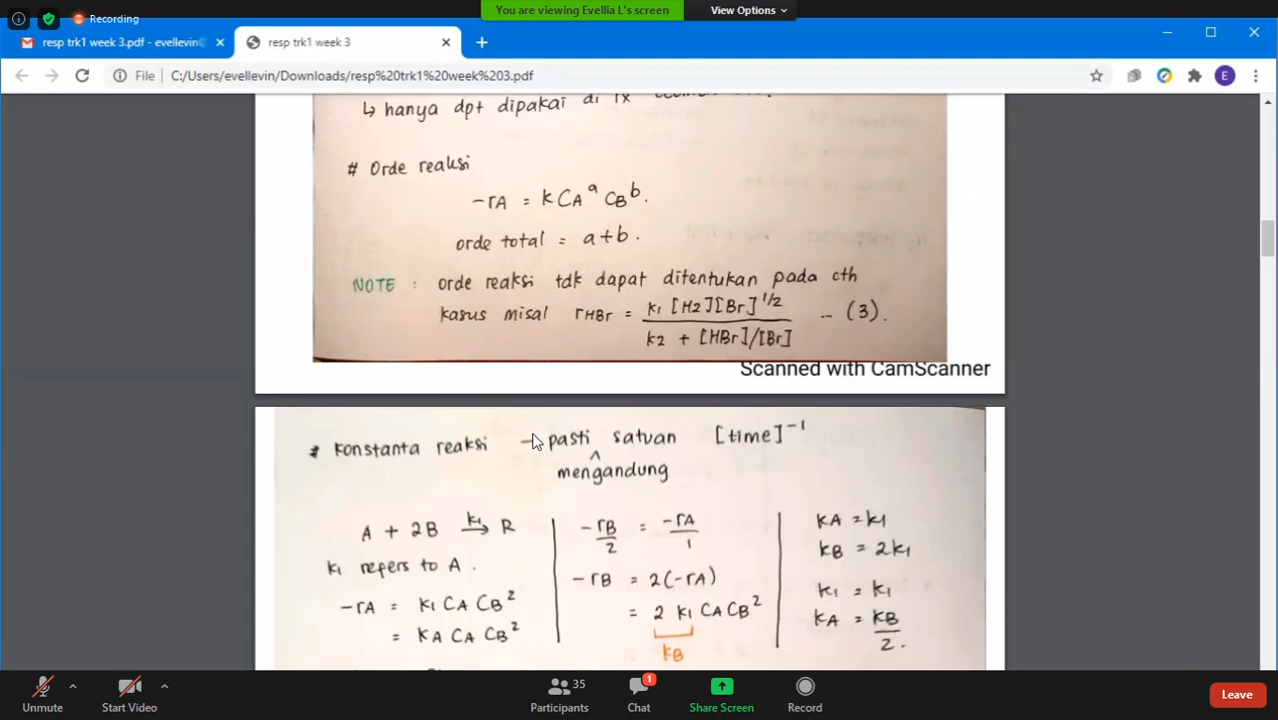 Recording
You are viewing Evellia L's screen
View Options
resp trk1 week 3.pdf - evellevin@
resp trk1 week 3
File
C:/Users/evellevin/Downloads/resp%20trk1%20week%203.pdf
E
↳ hanya dpt dipakai di rx
# Orde reaksi
-rA = k CA^a CB^b.
orde total = a+b.
NOTE : orde reaksi tdk dapat ditentukan pada cth
kasus misal rHBr = k1 [H2][Br]^1/2 / k2 + [HBr]/[Br] -- (3).
Scanned with CamScanner
* Konstanta reaksi → pasti satuan [time]^-1
^
mengandung
A + 2B k1→ R
k1 refers to A.
-rA = k1 CA CB^2
= kA CA CB^2
-rB/2 = -rA/1
-rB = 2(-rA)
= 2 k1 CA CB^2
kB
kA = k1
kB = 2k1
k1 = k1
kA = kB/2.
Unmute
Start Video
35
Participants
1
Chat
Share Screen
Record
Leave